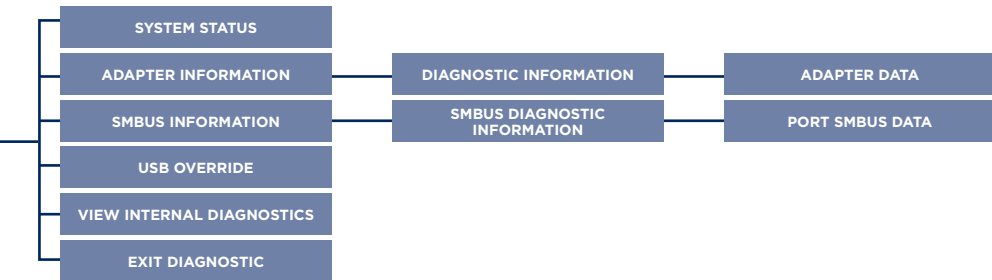 SYSTEM STATUS
ADAPTER INFORMATION
DIAGNOSTIC INFORMATION
ADAPTER DATA
SMBUS INFORMATION
SMBUS DIAGNOSTIC
INFORMATION
PORT SMBUS DATA
USB OVERRIDE
VIEW INTERNAL DIAGNOSTICS
EXIT DIAGNOSTIC